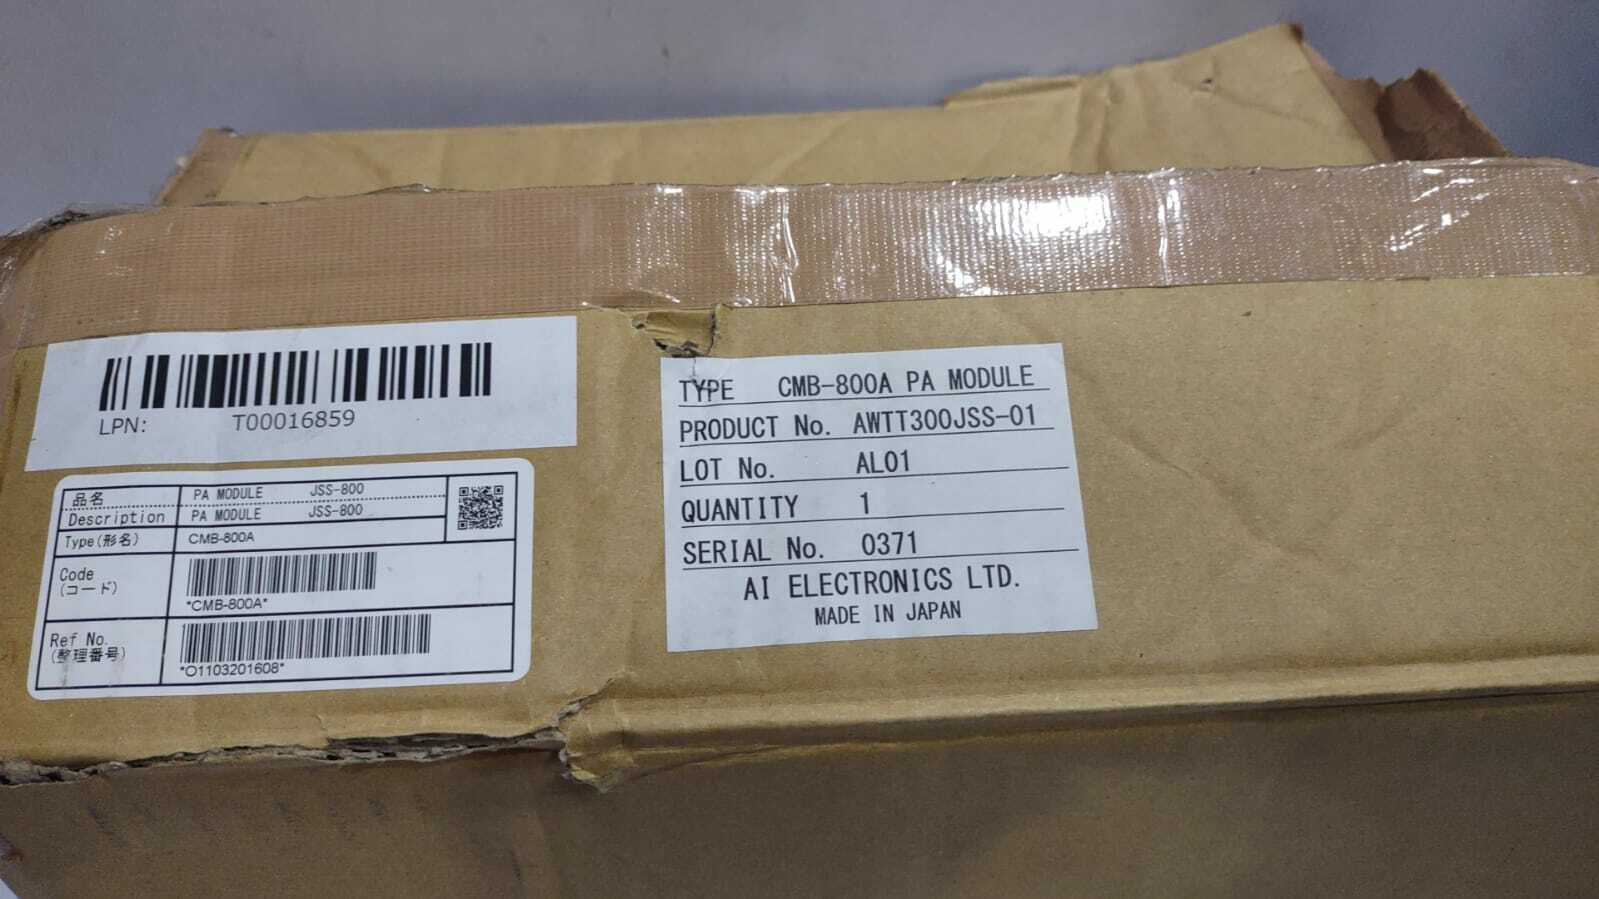 LPN: T00016859
品名 PA MODULE JSS-800
Description PA MODULE JSS-800
Type(形名) CMB-800A
Code
(コード)
*CMB-800A*
Ref No.
(整理番号)
*O1103201608*
TYPE CMB-800A PA MODULE
PRODUCT No. AWTT300JSS-01
LOT No. AL01
QUANTITY 1
SERIAL No. 0371
AI ELECTRONICS LTD.
MADE IN JAPAN